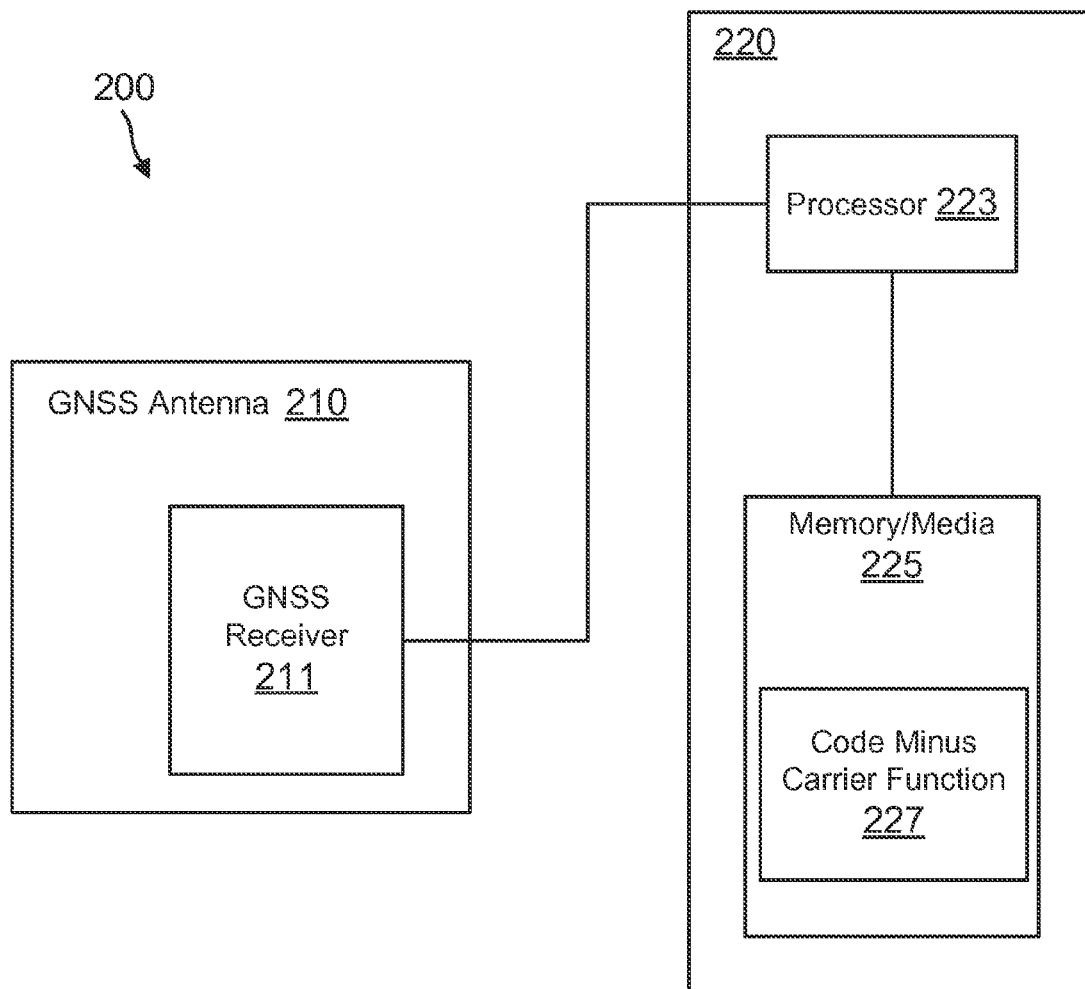 200
220
Processor 223
GNSS Antenna 210
GNSS
Receiver
211
Memory/Media
225
Code Minus
Carrier Function
227